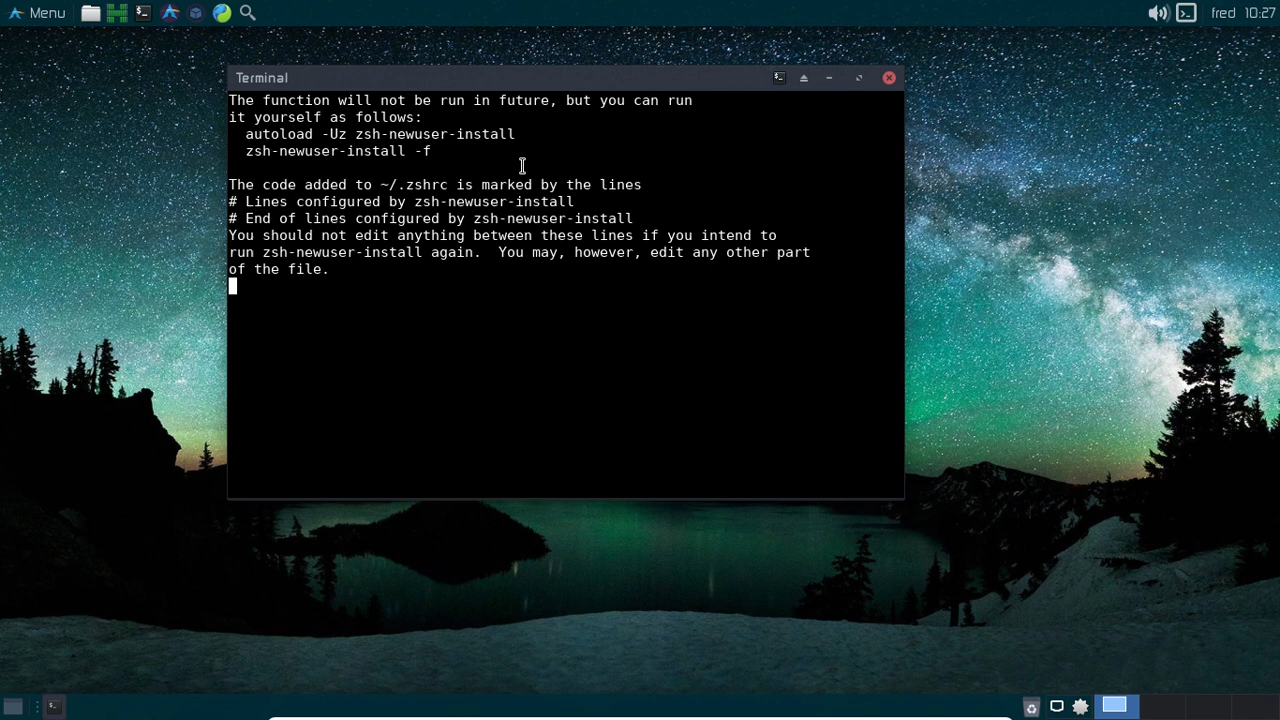 Menu
fred 10:27
Terminal
The function will not be run in future, but you can run
it yourself as follows:
  autoload -Uz zsh-newuser-install
  zsh-newuser-install -f
The code added to ~/.zshrc is marked by the lines
# Lines configured by zsh-newuser-install
# End of lines configured by zsh-newuser-install
You should not edit anything between these lines if you intend to
run zsh-newuser-install again.  You may, however, edit any other part
of the file.